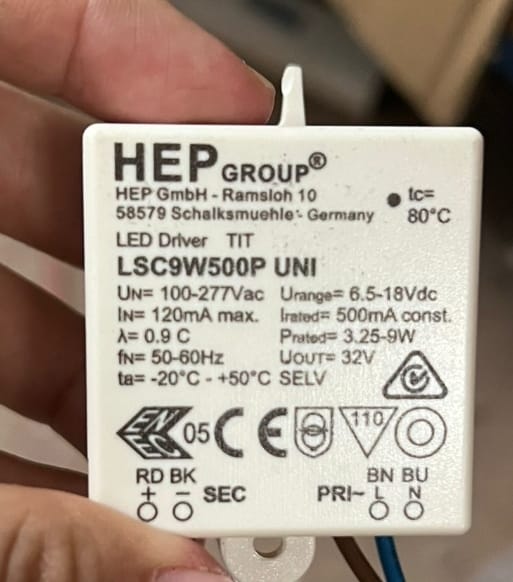 HEP GROUP®
HEP GmbH - Ramsloh 10
58579 Schalksmuehle - Germany
tc=
80°C
LED Driver TIT
LSC9W500P UNI
UN= 100-277Vac Urange= 6.5-18Vdc
IN= 120mA max. Irated= 500mA const.
λ= 0.9 C Prated= 3.25-9W
fN= 50-60Hz UOUT= 32V
ta= -20°C - +50°C SELV
ENEC 05 CE 110
RD BK BN BU
+ − SEC PRI~ L N